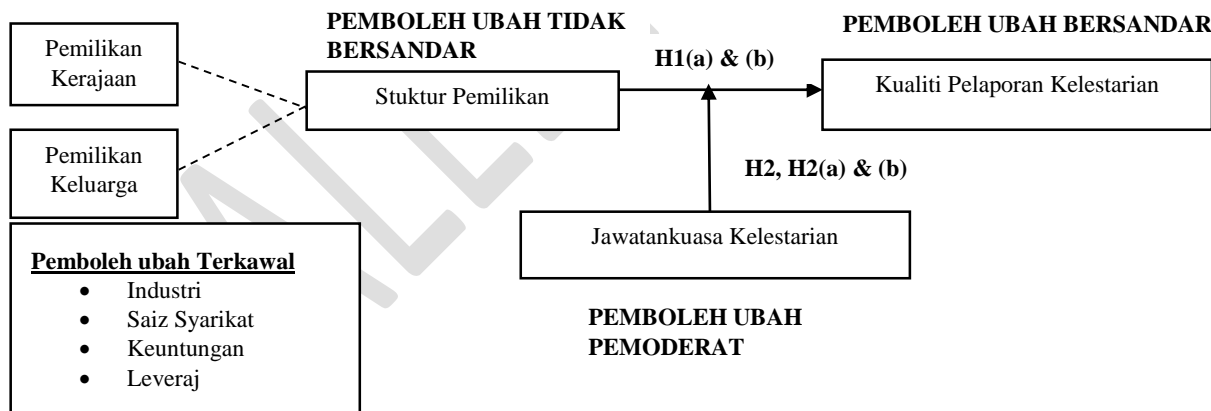 Pemilikan
Kerajaan
Pemilikan
Keluarga
PEMBOLEH UBAH TIDAK
BERSANDAR
Stuktur Pemilikan
H1(a) & (b)
PEMBOLEH UBAH BERSANDAR
Kualiti Pelaporan Kelestarian
H2, H2(a) & (b)
Jawatankuasa Kelestarian
PEMBOLEH UBAH
PEMODERAT
Pemboleh ubah Terkawal
• Industri
• Saiz Syarikat
• Keuntungan
• Leveraj